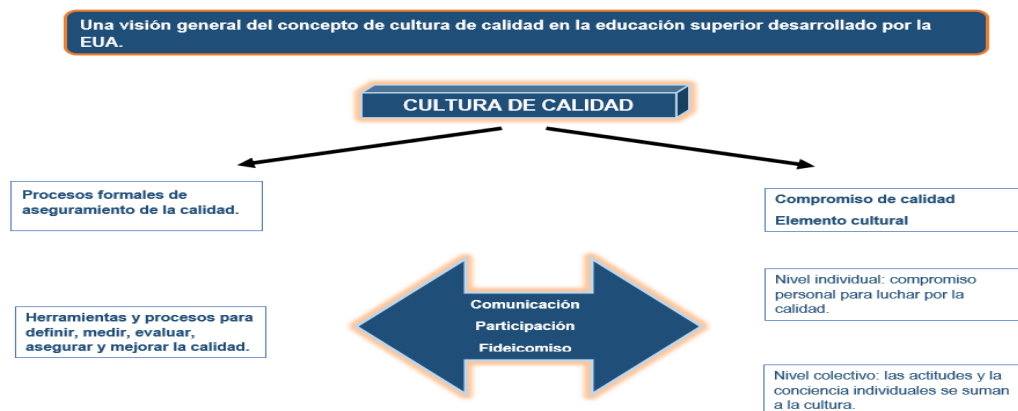 Una visión general del concepto de cultura de calidad en la educación superior desarrollado por la
EUA.
CULTURA DE CALIDAD
Procesos formales de
aseguramiento de la calidad.
Compromiso de calidad
Elemento cultural
Herramientas y procesos para
definir, medir, evaluar,
asegurar y mejorar la calidad.
Comunicación
Participación
Fideicomiso
Nivel individual: compromiso
personal para luchar por la
calidad.
Nivel colectivo: las actitudes y la
conciencia individuales se suman
a la cultura.